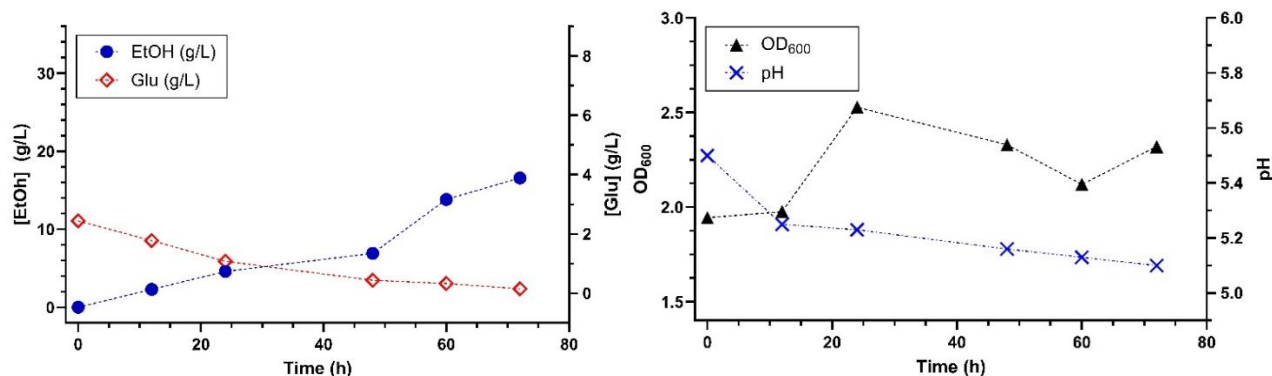 EtOH (g/L)
Glu (g/L)
[EtOh] (g/L)
30
20
10
0
8
6
4
2
0
[Glu] (g/L)
0
20
40
60
80
Time (h)
OD600
pH
OD600
3.0
2.5
2.0
1.5
6.0
5.8
5.6
5.4
5.2
5.0
pH
0
20
40
60
80
Time (h)